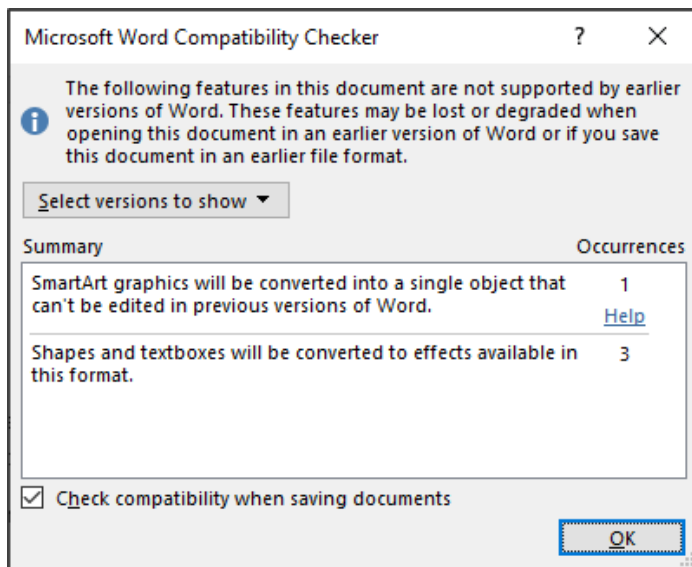 Microsoft Word Compatibility Checker
?
The following features in this document are not supported by earlier
versions of Word. These features may be lost or degraded when
opening this document in an earlier version of Word or if you save
this document in an earlier file format.
Select versions to show
Summary Occurrences
SmartArt graphics will be converted into a single object that 1
can't be edited in previous versions of Word. Help
Shapes and textboxes will be converted to effects available in 3
this format.
Check compatibility when saving documents
OK